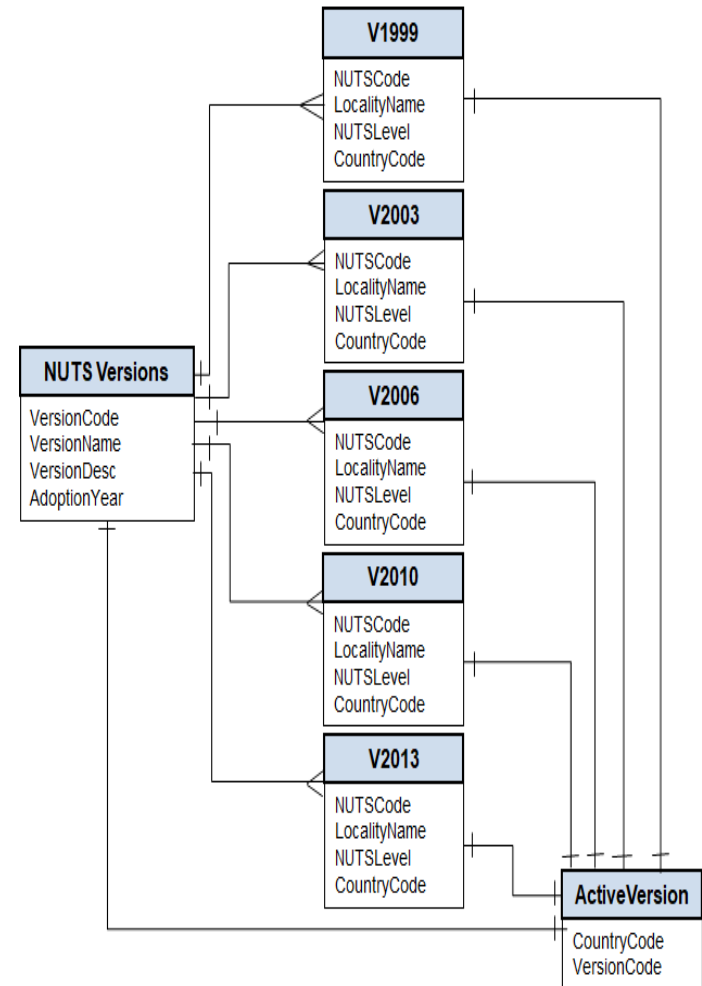 V1999
NUTSCode
LocalityName
NUTSLevel
CountryCode
V2003
NUTSCode
LocalityName
NUTSLevel
CountryCode
NUTS Versions
VersionCode
VersionName
VersionDesc
AdoptionYear
V2006
NUTSCode
LocalityName
NUTSLevel
CountryCode
V2010
NUTSCode
LocalityName
NUTSLevel
CountryCode
V2013
NUTSCode
LocalityName
NUTSLevel
CountryCode
ActiveVersion
CountryCode
VersionCode